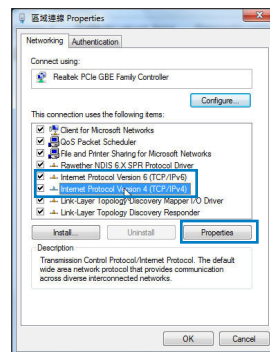 區域連線 Properties
Networking Authentication
Connect using:
Realtek PCIe GBE Family Controller
Configure...
This connection uses the following items:
Client for Microsoft Networks
QoS Packet Scheduler
File and Printer Sharing for Microsoft Networks
Rawether NDIS 6.X SPR Protocol Driver
Internet Protocol Version 6 (TCP/IPv6)
Internet Protocol Version 4 (TCP/IPv4)
Link-Layer Topology Discovery Mapper I/O Driver
Link-Layer Topology Discovery Responder
Install... Uninstall Properties
Description
Transmission Control Protocol/Internet Protocol. The default
wide area network protocol that provides communication
across diverse interconnected networks.
OK Cancel